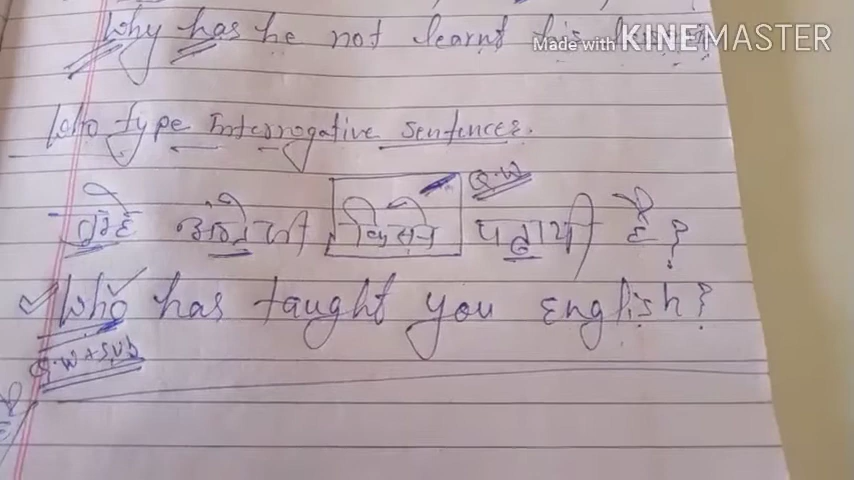 Why has he not learnt this
Made with KINEMASTER
Who type Interrogative Sentences.
Q.W
तुम्हें अंग्रेजी किसने पढ़ायी है?
Who has taught you English?
Q.W + SUB